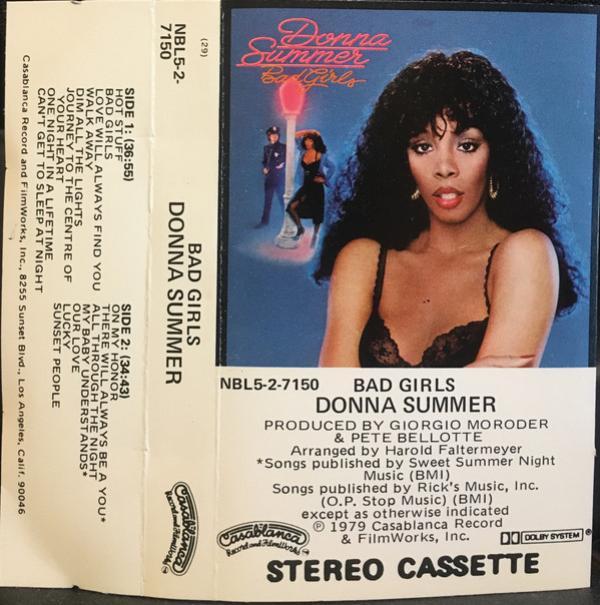 Donna
Summer
Bad Girls
NBL5-2-7150 BAD GIRLS
DONNA SUMMER
PRODUCED BY GIORGIO MORODER
& PETE BELLOTTE
Arranged by Harold Faltermeyer
*Songs published by Sweet Summer Night
Music (BMI)
Songs published by Rick's Music, Inc.
(O.P. Stop Music) (BMI)
except as otherwise indicated
℗ 1979 Casablanca Record
& FilmWorks, Inc.
Casablanca
Record and FilmWorks
DOLBY SYSTEM
STEREO CASSETTE
BAD GIRLS
DONNA SUMMER
Casablanca
Record and FilmWorks
(29)
NBL5-2-
7150
SIDE 1: (36:55)
HOT STUFF
BAD GIRLS
LOVE WILL ALWAYS FIND YOU
WALK AWAY
DIM ALL THE LIGHTS
JOURNEY TO THE CENTRE OF
YOUR HEART
ONE NIGHT IN A LIFETIME
CAN'T GET TO SLEEP AT NIGHT
SIDE 2: (34:43)
ON MY HONOR
THERE WILL ALWAYS BE A YOU*
ALL THROUGH THE NIGHT
MY BABY UNDERSTANDS*
OUR LOVE
LUCKY
SUNSET PEOPLE
Casablanca Record and FilmWorks, Inc., 8255 Sunset Blvd., Los Angeles, Calif. 90046